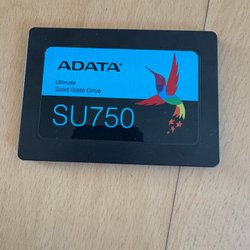 ADATA
Ultimate
Solid State Drive
SU750